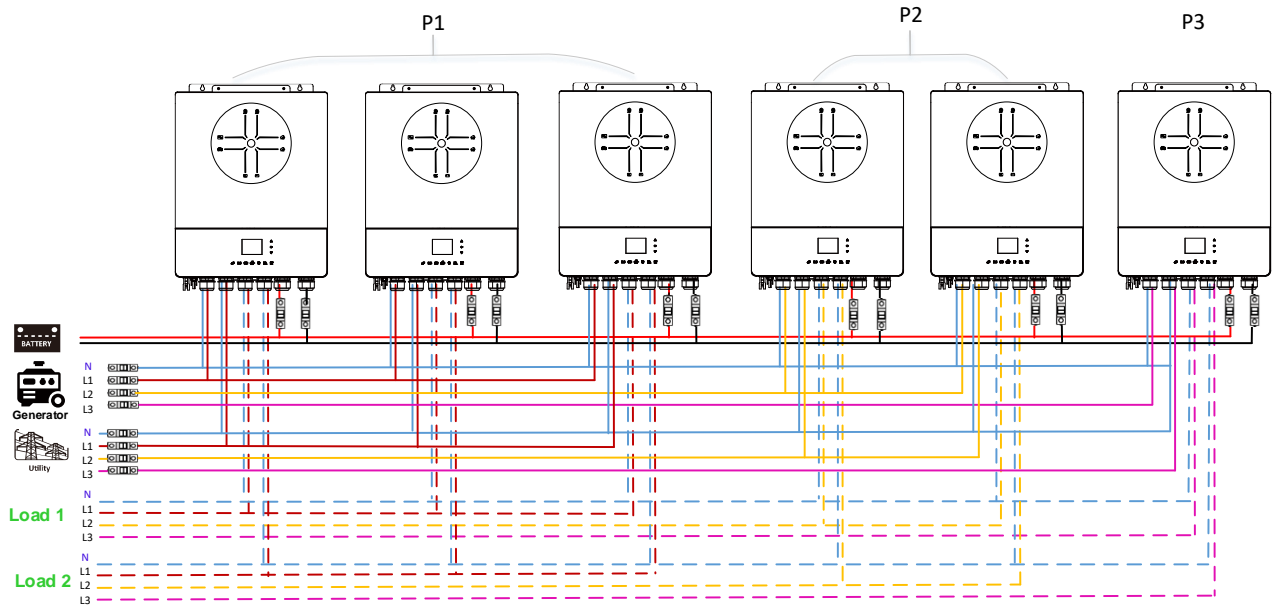 P1
P2
P3
BATTERY
Generator
N
L1
L2
L3
Utility
N
L1
L2
L3
Load 1
N
L1
L2
L3
Load 2
N
L1
L2
L3